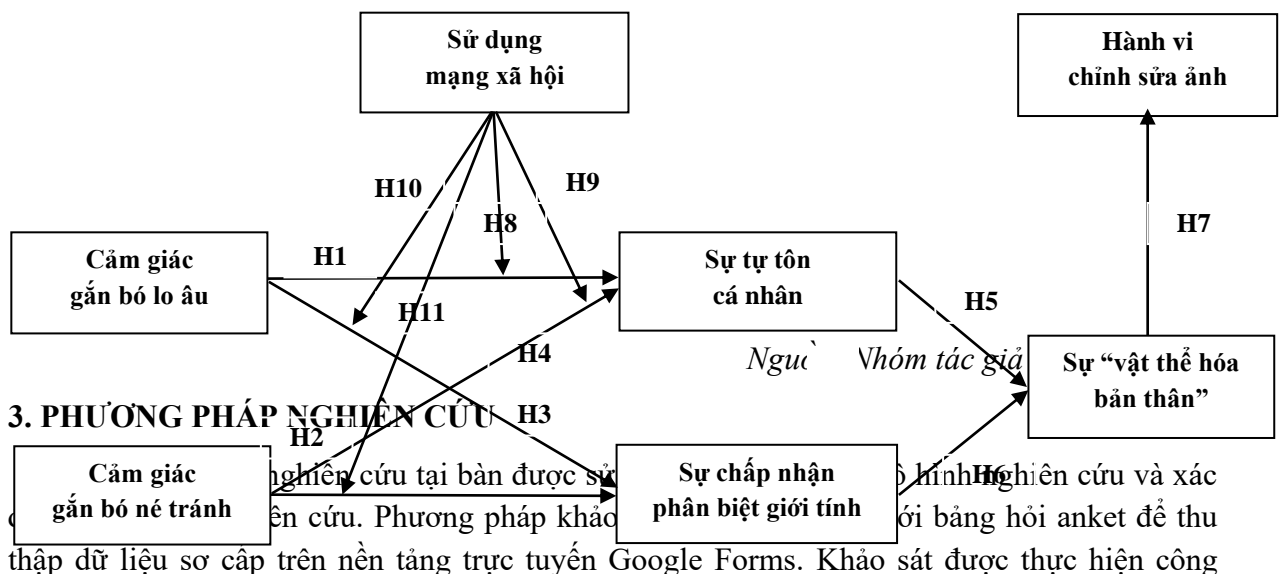 Sử dụng
mạng xã hội
Hành vi
chỉnh sửa ảnh
H10
H9
H8
H7
Cảm giác
gắn bó lo âu
H1
Sự tự tôn
cá nhân
H11
H5
H4
Nhóm tác giả
Sự “vật thể hóa
bản thân”
3. PHƯƠNG PHÁP NGHIÊN CỨU
H3
H2
Cảm giác
gắn bó né tránh
Sự chấp nhận
phân biệt giới tính
H6
nghiên cứu tại bàn được hình nghiên cứu và xác
cứu. Phương pháp khảo bảng hỏi anket để thu
thập dữ liệu sơ cấp trên nền tảng trực tuyến Google Forms. Khảo sát được thực hiện công